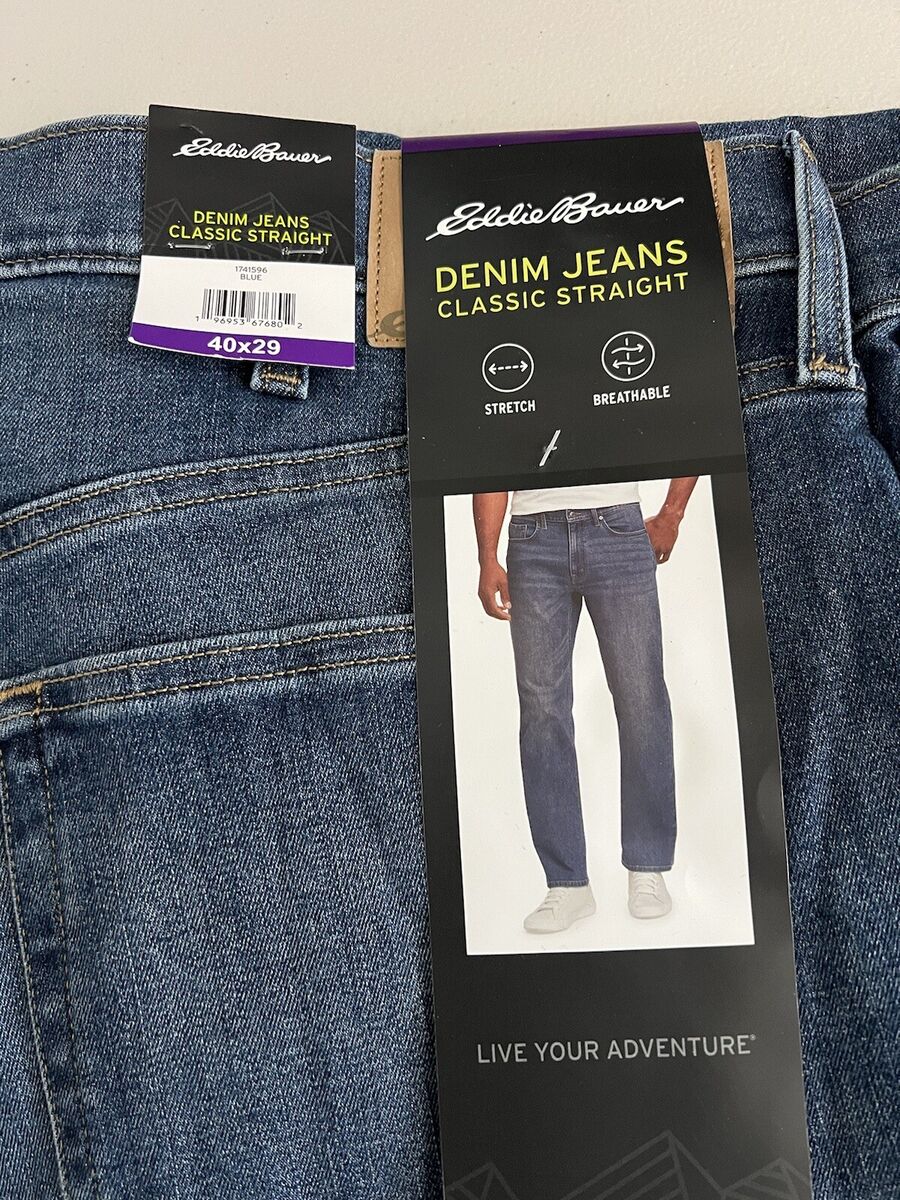 Eddie Bauer
DENIM JEANS
CLASSIC STRAIGHT
1741596
BLUE
1 96953 67680 2
40x29
Eddie Bauer
DENIM JEANS
CLASSIC STRAIGHT
STRETCH
BREATHABLE
LIVE YOUR ADVENTURE®